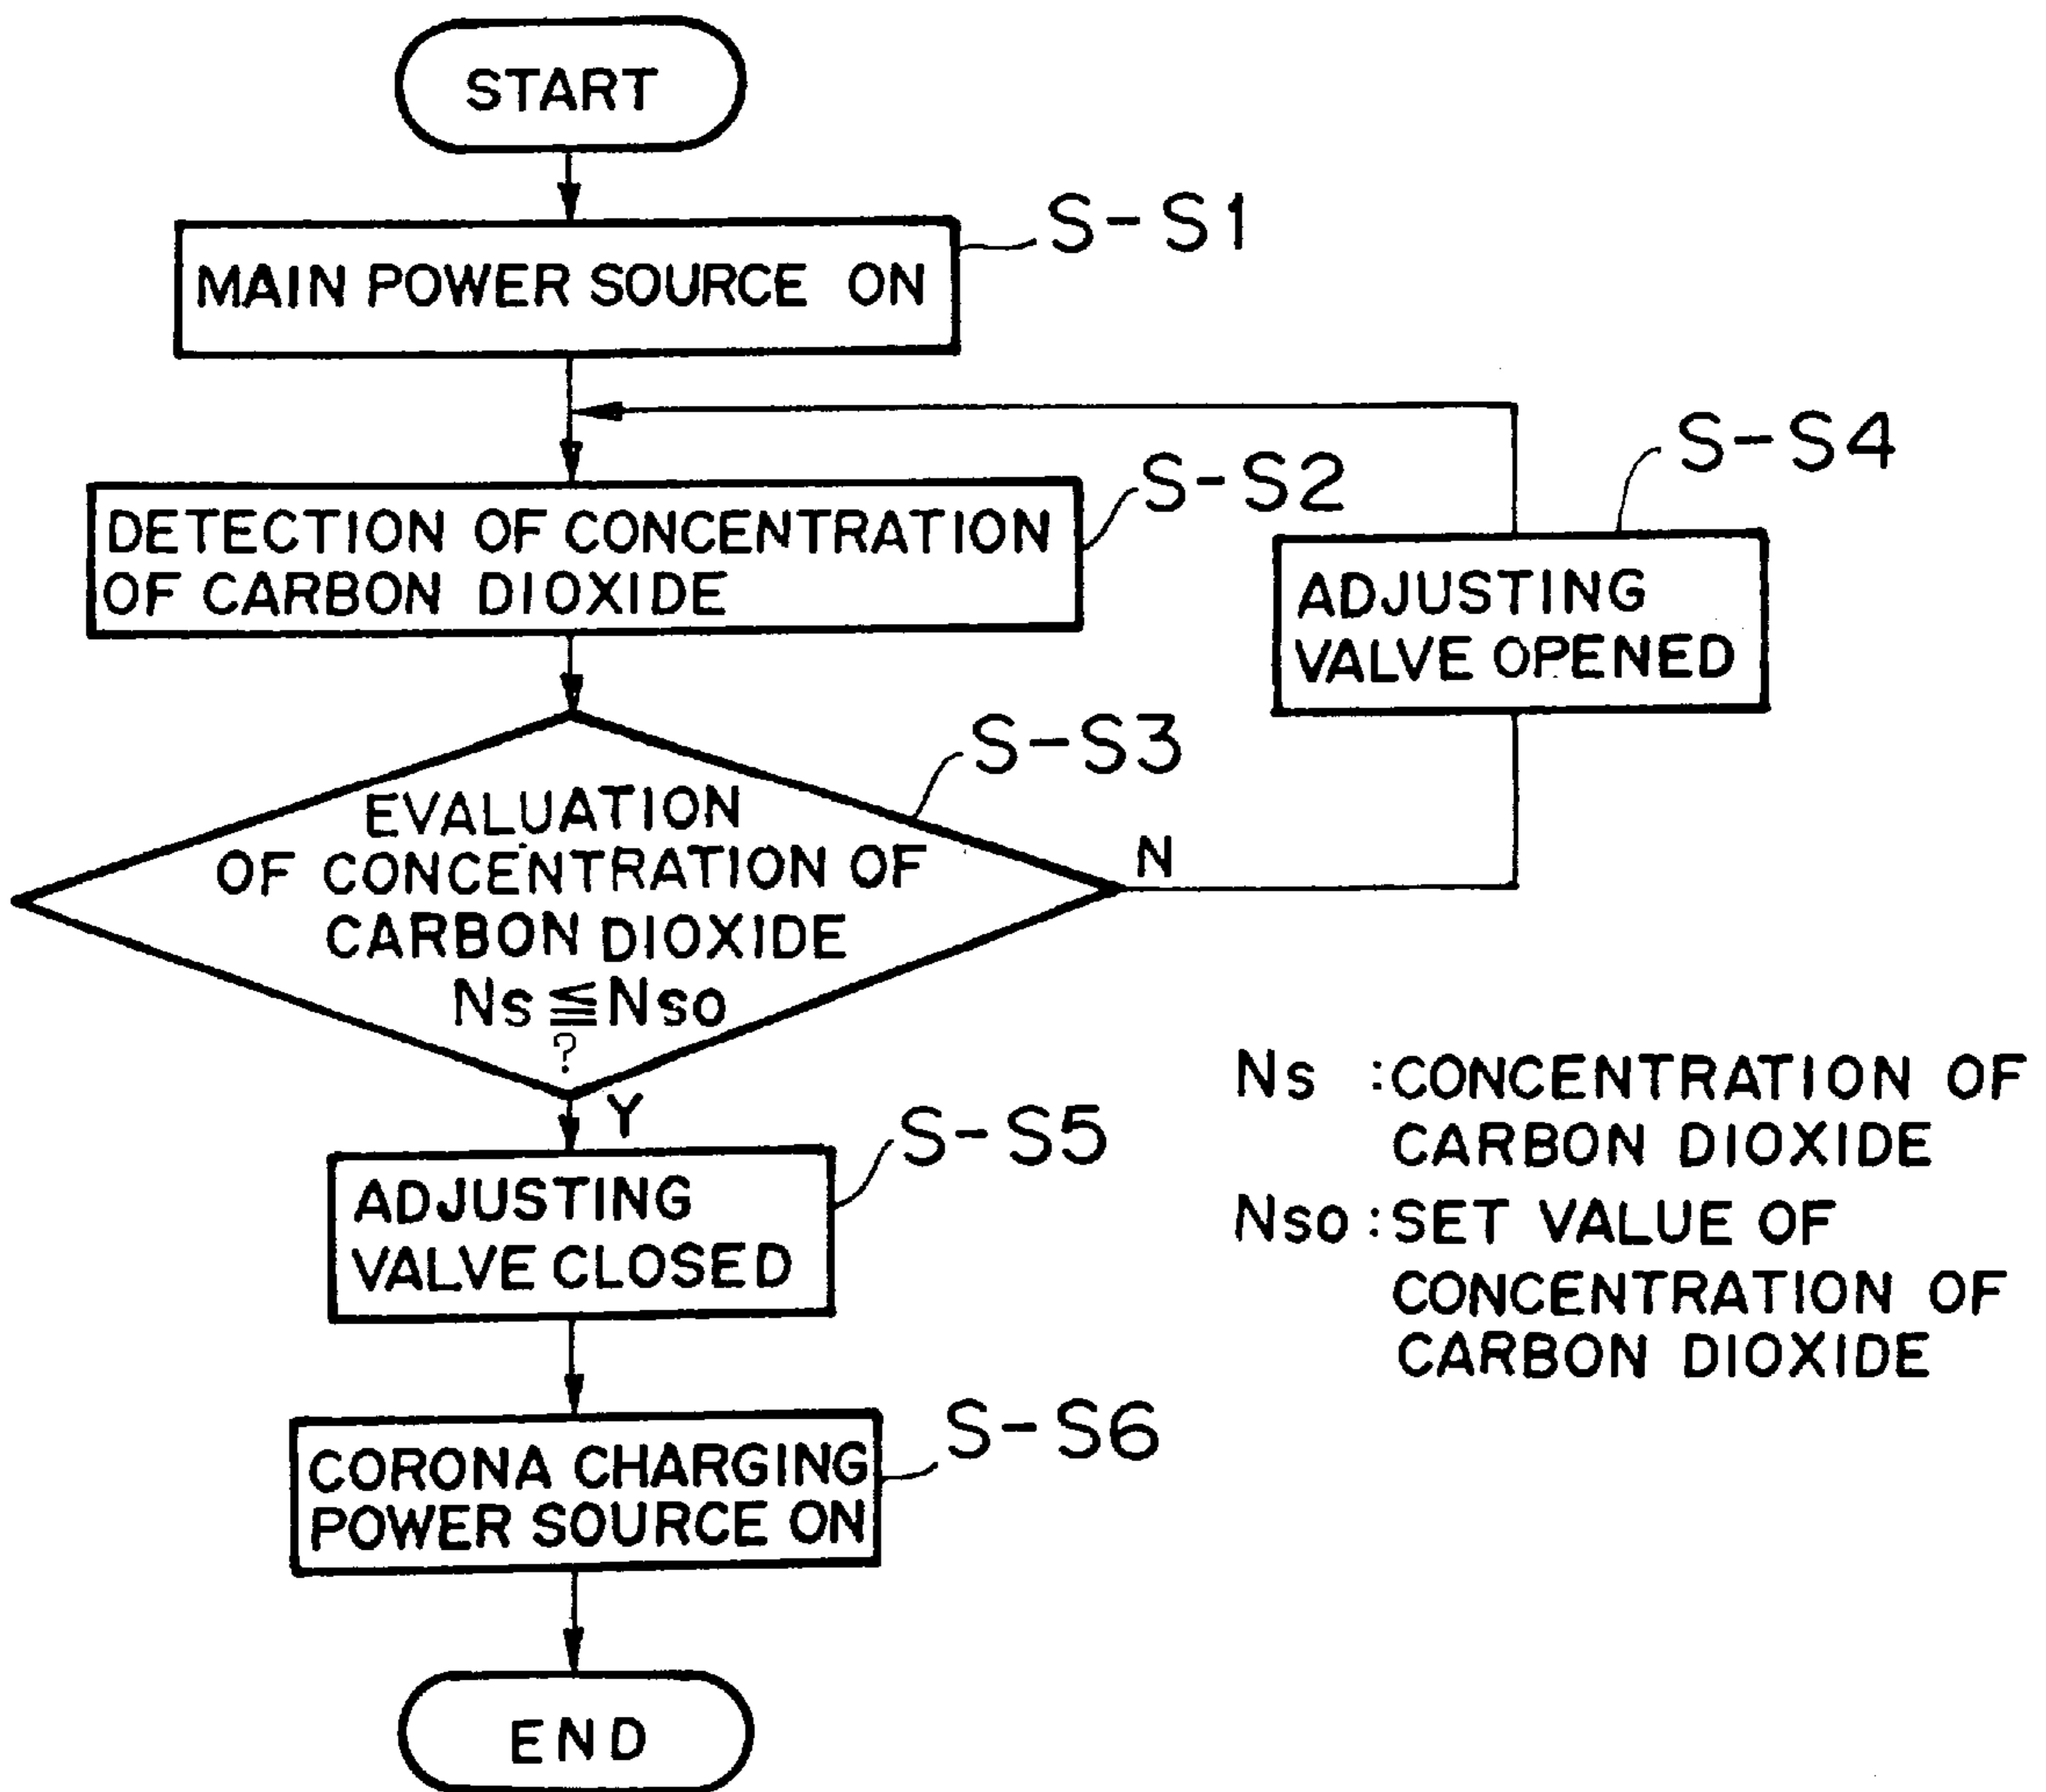 START
S-S1
MAIN POWER SOURCE ON
S-S2
DETECTION OF CONCENTRATION
OF CARBON DIOXIDE
S-S4
ADJUSTING
VALVE OPENED
S-S3
EVALUATION
OF CONCENTRATION OF
CARBON DIOXIDE
Ns ≦ Nso
?
N
Y
S-S5
ADJUSTING
VALVE CLOSED
S-S6
CORONA CHARGING
POWER SOURCE ON
END
Ns : CONCENTRATION OF
CARBON DIOXIDE
Nso : SET VALUE OF
CONCENTRATION OF
CARBON DIOXIDE